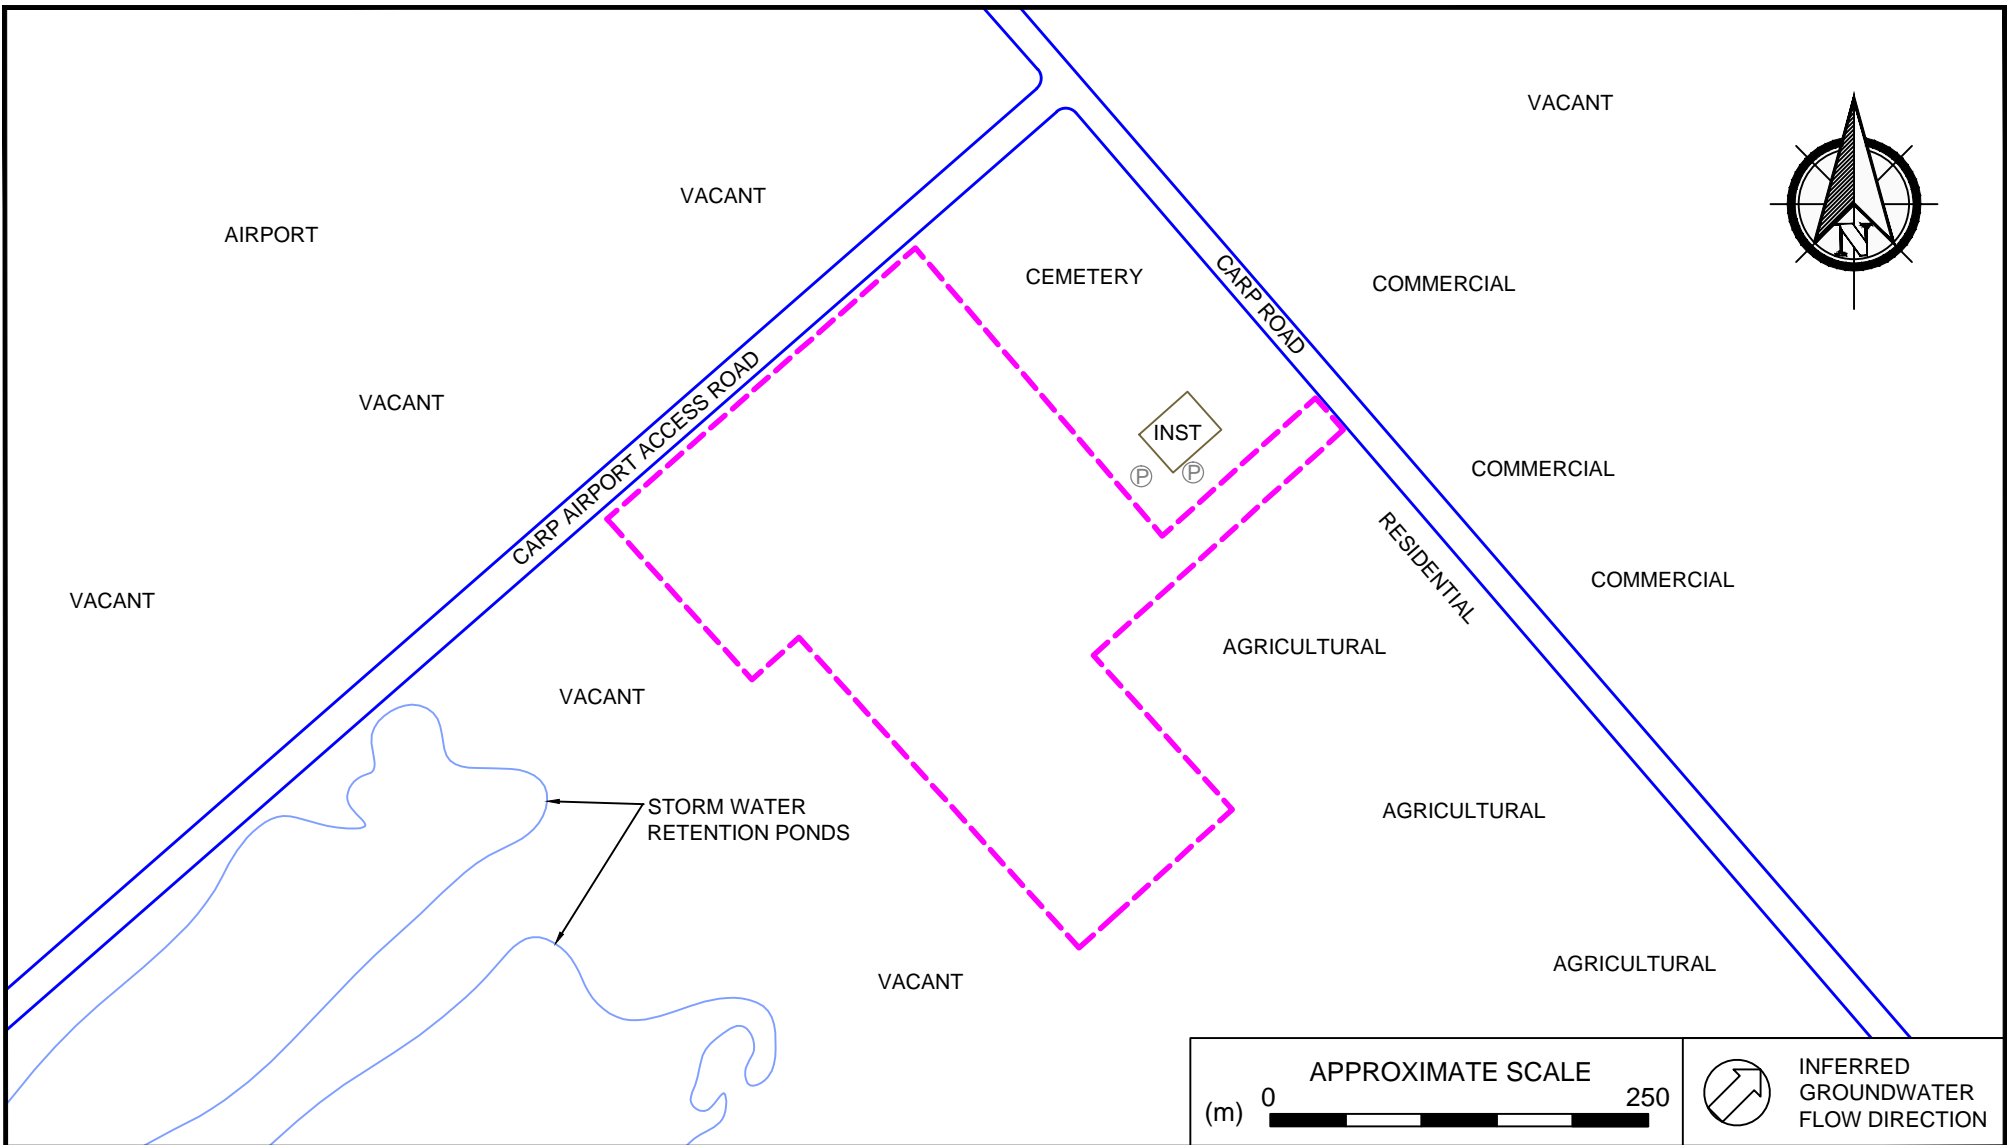 VACANT
VACANT
AIRPORT
CEMETERY
CARP ROAD
COMMERCIAL
N
CARP AIRPORT ACCESS ROAD
VACANT
INST
P
P
COMMERCIAL
RESIDENTIAL
COMMERCIAL
VACANT
AGRICULTURAL
VACANT
STORM WATER
RETENTION PONDS
AGRICULTURAL
VACANT
AGRICULTURAL
APPROXIMATE SCALE
(m) 0 250
INFERRED
GROUNDWATER
FLOW DIRECTION